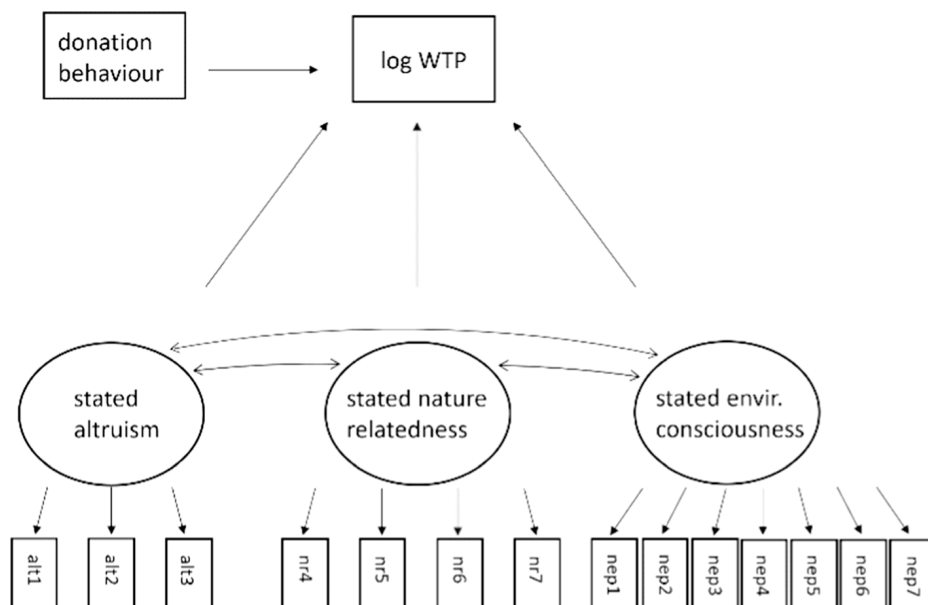 donation
behaviour
log WTP
stated
altruism
stated nature
relatedness
stated envir.
consciousness
alt1
alt2
alt3
nr4
nr5
nr6
nr7
nep1
nep2
nep3
nep4
nep5
nep6
nep7